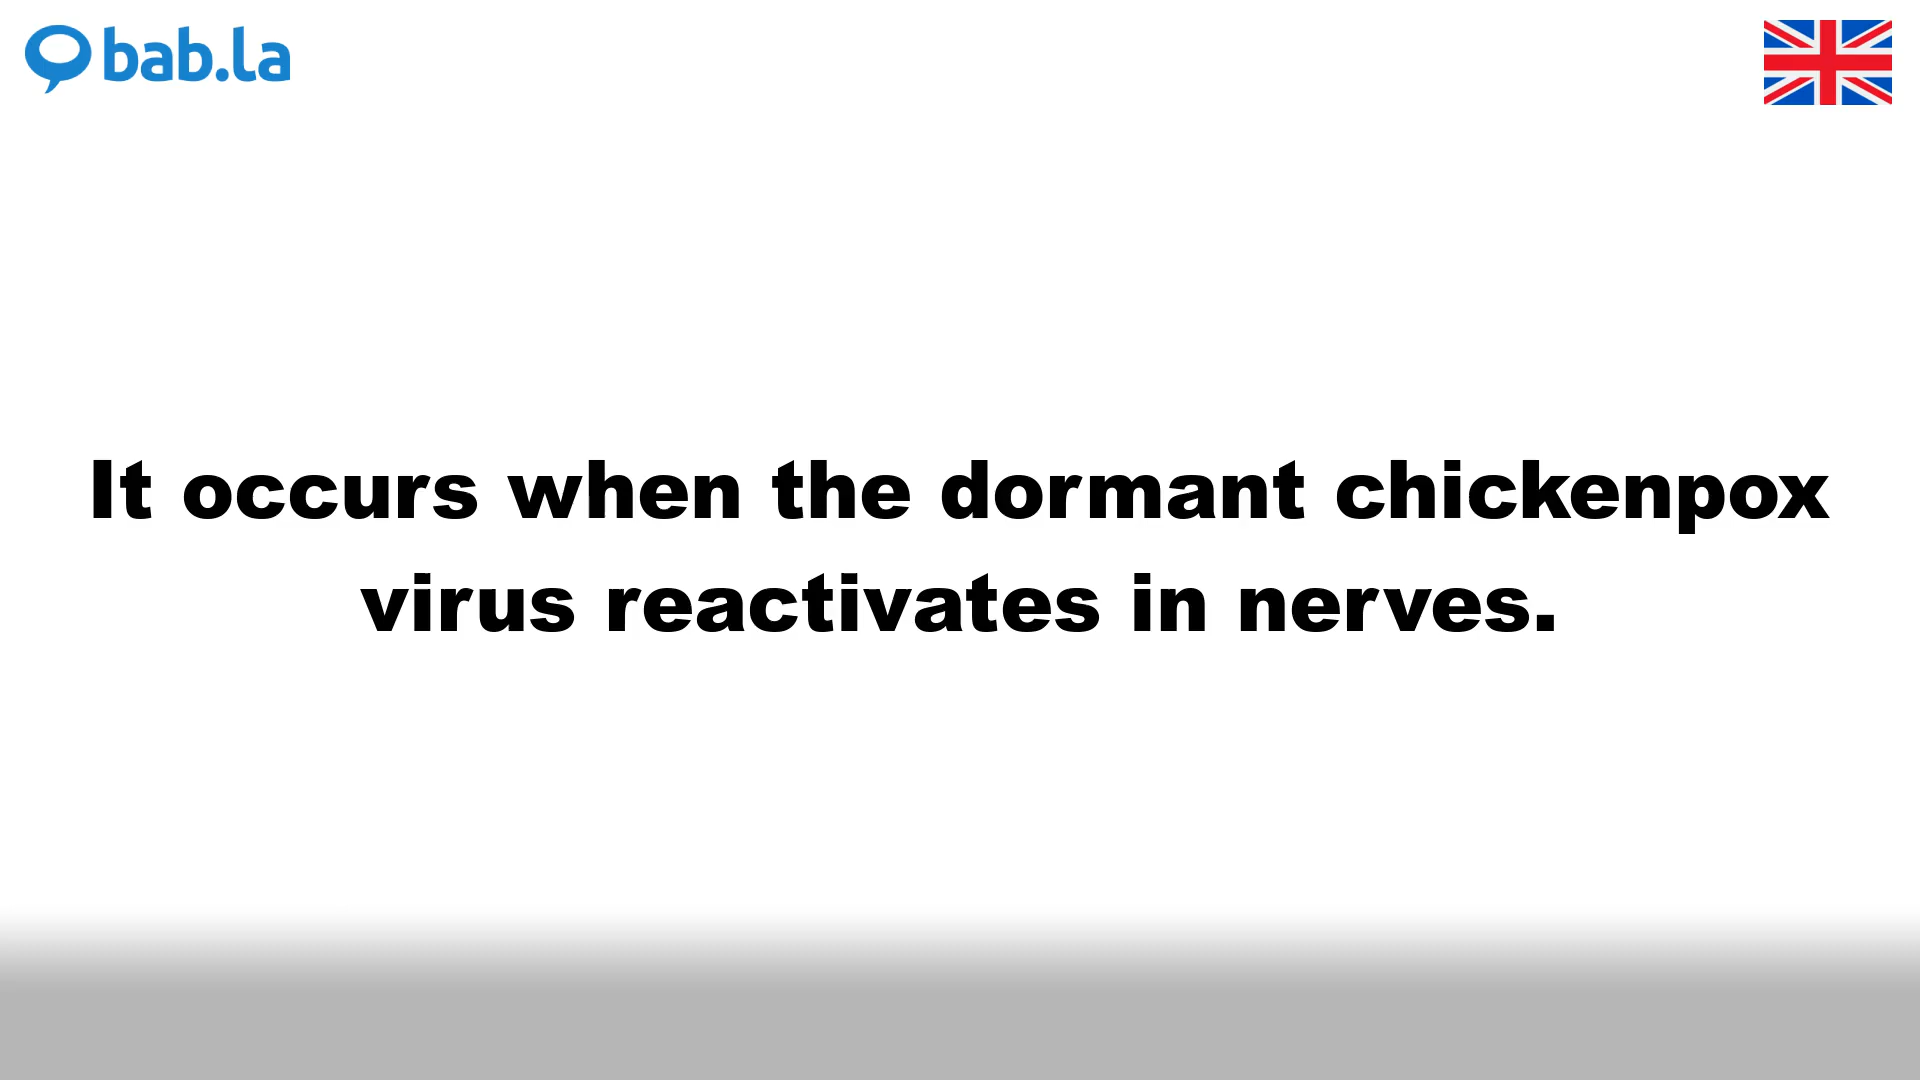 bab.la
It occurs when the dormant chickenpox
virus reactivates in nerves.